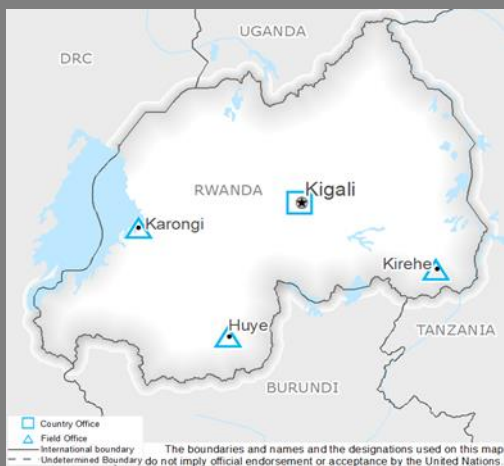 UGANDA
DRC
RWANDA
Kigali
Karongi
Kirehe
Huye
TANZANIA
BURUNDI
Country Office
Field Office
International boundary
Undetermined Boundary
The boundaries and names and the designations used on this map
do not imply official endorsement or acceptance by the United Nations.